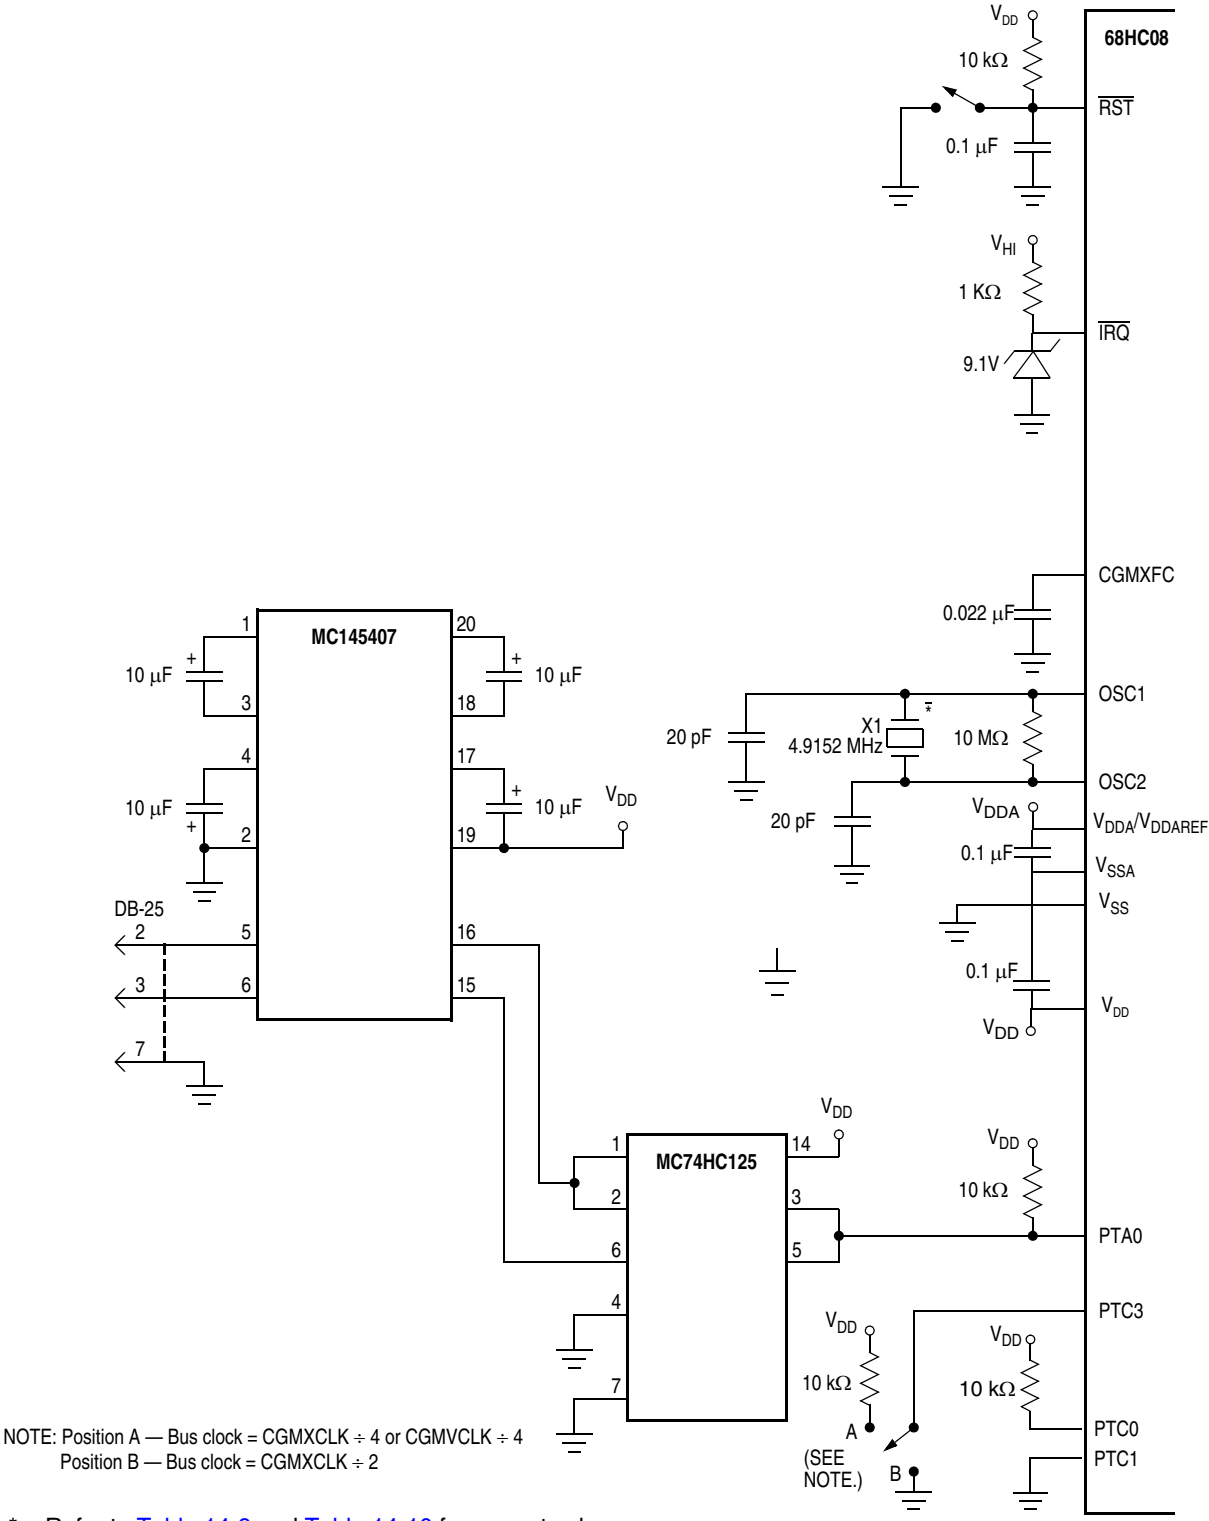 V_DD
68HC08
10 kΩ
RST
0.1 µF
V_HI
1 KΩ
IRQ
9.1V
CGMXFC
0.022 µF
1
MC145407
20
+
+
10 µF
10 µF
3
18
OSC1
*
X1
20 pF
4.9152 MHz
10 MΩ
4
17
OSC2
+
V_DD
V_DDA
10 µF
10 µF
20 pF
V_DDA/V_DDAREF
+
2
19
0.1 µF
V_SSA
V_SS
DB-25
2
5
16
0.1 µF
3
6
15
V_DD
V_DD
7
V_DD
1
MC74HC125
14
V_DD
2
3
10 kΩ
6
5
PTA0
4
PTC3
V_DD
V_DD
7
10 kΩ
10 kΩ
A
PTC0
NOTE: Position A — Bus clock = CGMXCLK ÷ 4 or CGMVCLK ÷ 4
(SEE
NOTE.)
PTC1
Position B — Bus clock = CGMXCLK ÷ 2
B